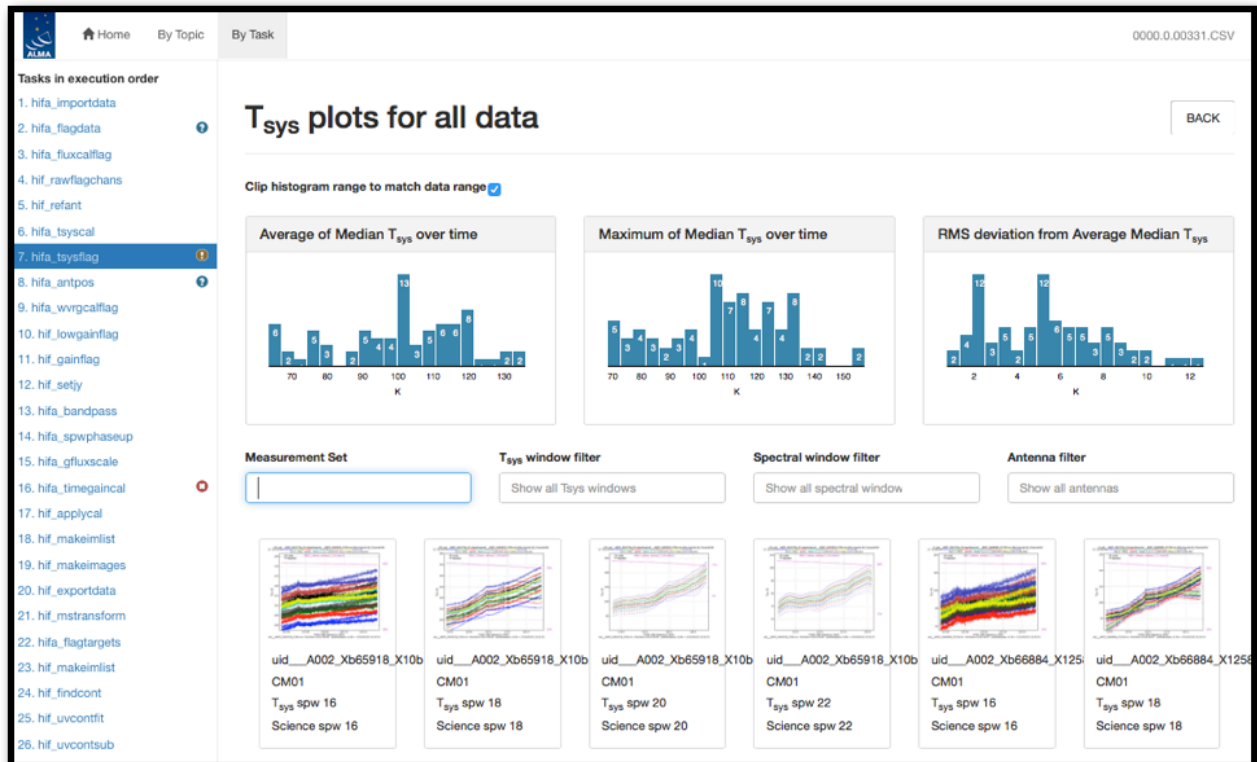 ALMA
Home By Topic By Task 0000.0.00331.CSV
Tasks in execution order
1. hifa_importdata
2. hifa_flagdata
3. hifa_fluxcalflag
4. hif_rawflagchans
5. hif_refant
6. hifa_tsyscal
7. hifa_tsysflag
8. hifa_antpos
9. hifa_wvrgcalflag
10. hif_lowgainflag
11. hif_gainflag
12. hif_setjy
13. hifa_bandpass
14. hifa_spwphaseup
15. hifa_gfluxscale
16. hifa_timegaincal
17. hif_applycal
18. hif_makeimlist
19. hif_makeimages
20. hif_exportdata
21. hif_mstransform
22. hifa_flagtargets
23. hif_makeimlist
24. hif_findcont
25. hif_uvcontfit
26. hif_uvcontsub
Tsys plots for all data
BACK
Clip histogram range to match data range
Average of Median Tsys over time
6 2 5 3 2 5 4 4 13 3 5 6 6 8 2 2
70 80 90 100 110 120 130
K
Maximum of Median Tsys over time
5 3 4 3 2 3 4 10 7 8 4 7 4 8 2 2 2
70 80 90 100 110 120 130 140 150
K
RMS deviation from Average Median Tsys
2 4 12 3 5 2 5 12 6 5 5 3 5 3 2 2
2 4 6 8 10 12
K
Measurement Set Tsys window filter Spectral window filter Antenna filter
Show all Tsys windows Show all spectral window Show all antennas
uid___A002_Xb65918_X10b uid___A002_Xb65918_X10b uid___A002_Xb65918_X10b uid___A002_Xb65918_X10b uid___A002_Xb66884_X1258 uid___A002_Xb66884_X1258
CM01 CM01 CM01 CM01 CM01 CM01
Tsys spw 16 Tsys spw 18 Tsys spw 20 Tsys spw 22 Tsys spw 16 Tsys spw 18
Science spw 16 Science spw 18 Science spw 20 Science spw 22 Science spw 16 Science spw 18